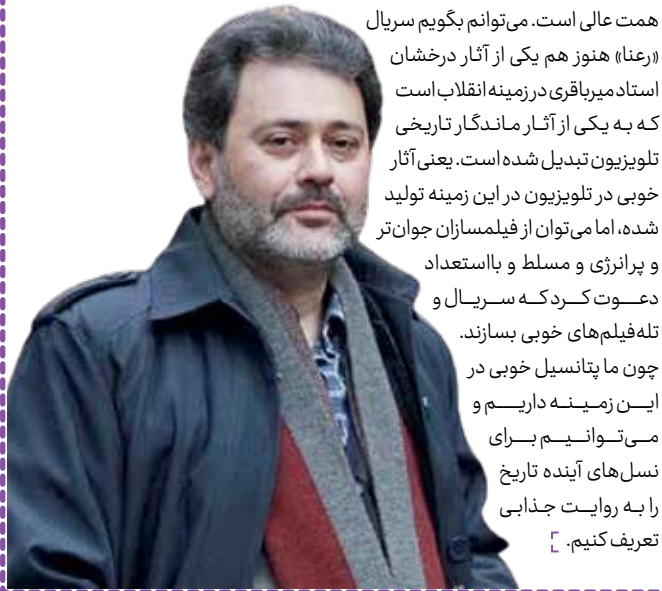 همت عالی است. می‌توانم بگویم سریال
«رعنا» هنوز هم یکی از آثار درخشان
استاد میرباقری در زمینه انقلاب است
که به یکی از آثار ماندگار تاریخی
تلویزیون تبدیل شده است. یعنی آثار
خوبی در تلویزیون در این زمینه تولید
شده، اما می‌توان از فیلمسازان جوان‌تر
و پرانرژی و مسلط و بااستعداد
دعوت کرد که سریال و
تله‌فیلم‌های خوبی بسازند.
چون ما پتانسیل خوبی در
این زمینه داریم و
می‌توانیم برای
نسل‌های آینده تاریخ
را به روایت جذابی
تعریف کنیم.